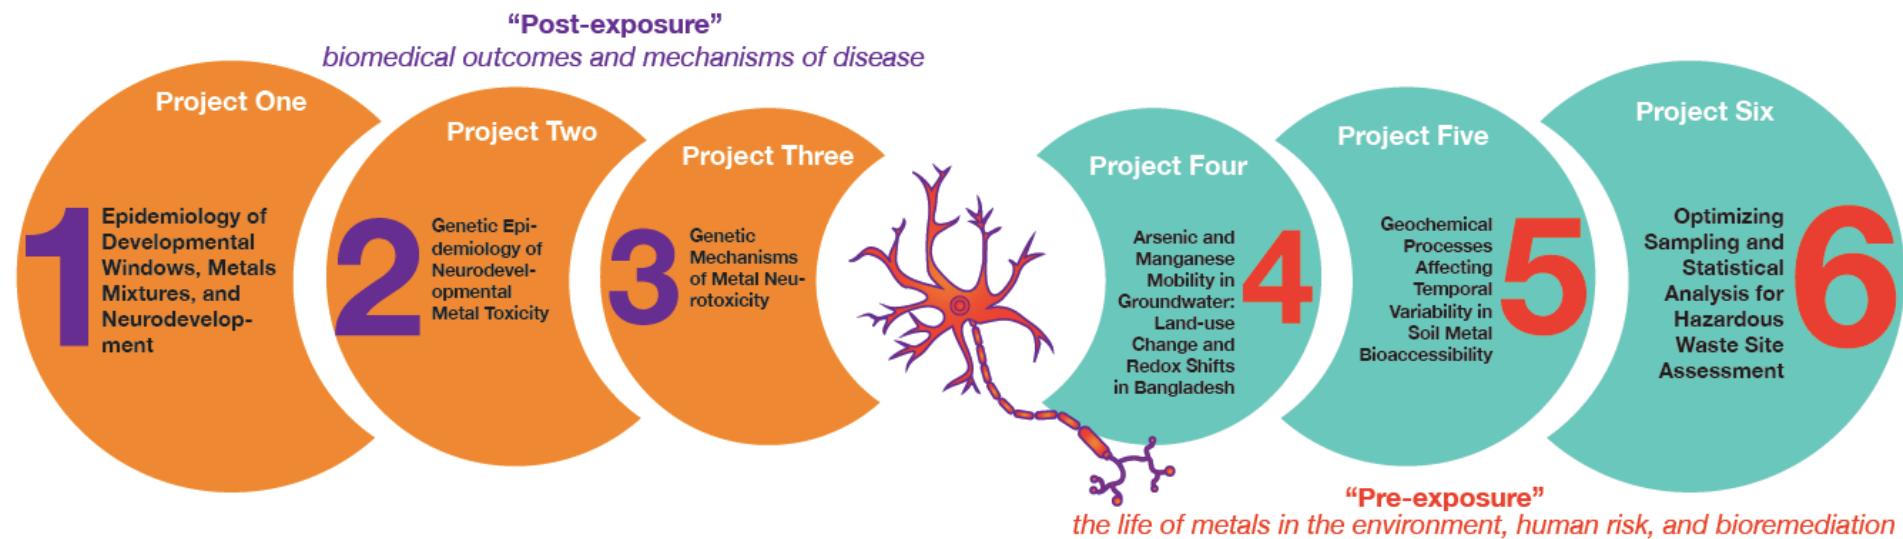 “Post-exposure”
biomedical outcomes and mechanisms of disease
Project One
1
Epidemiology of
Developmental
Windows, Metals
Mixtures, and
Neurodevelop-
ment
Project Two
2
Genetic Epi-
demiology of
Neurodevel-
opmental
Metal Toxicity
Project Three
3
Genetic
Mechanisms
of Metal Neu-
rotoxicity
Project Four
Arsenic and
Manganese
Mobility in
Groundwater:
Land-use
Change and
Redox Shifts
in Bangladesh
4
Project Five
Geochemical
Processes
Affecting
Temporal
Variability in
Soil Metal
Bioaccessibility
5
Project Six
Optimizing
Sampling and
Statistical
Analysis for
Hazardous
Waste Site
Assessment
6
“Pre-exposure”
the life of metals in the environment, human risk, and bioremediation